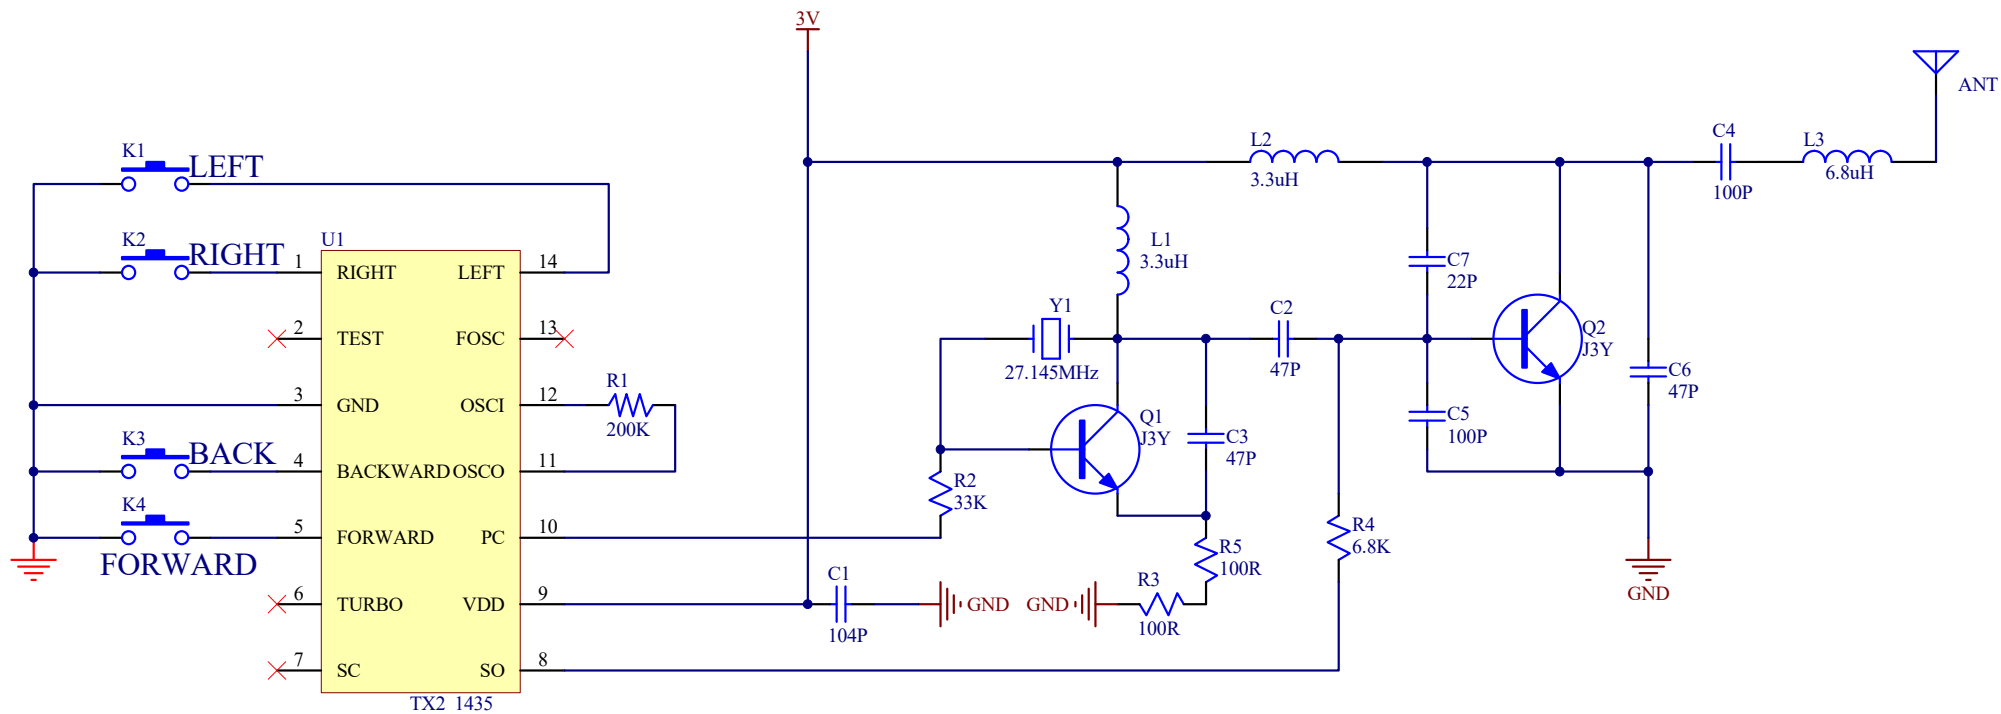 3V
ANT
K1
LEFT
K2
RIGHT
U1
1
RIGHT
LEFT
14
2
TEST
FOSC
13
3
GND
OSCI
12
R1
200K
K3
BACK
4
BACKWARD
OSCO
11
K4
FORWARD
5
FORWARD
PC
10
6
TURBO
VDD
9
7
SC
SO
8
TX2 1435
L2
3.3uH
C4
100P
L3
6.8uH
L1
3.3uH
C7
22P
Y1
27.145MHz
C2
47P
Q2
J3Y
C6
47P
Q1
J3Y
C3
47P
C5
100P
R2
33K
R4
6.8K
R5
100R
C1
104P
GND
GND
R3
100R
GND